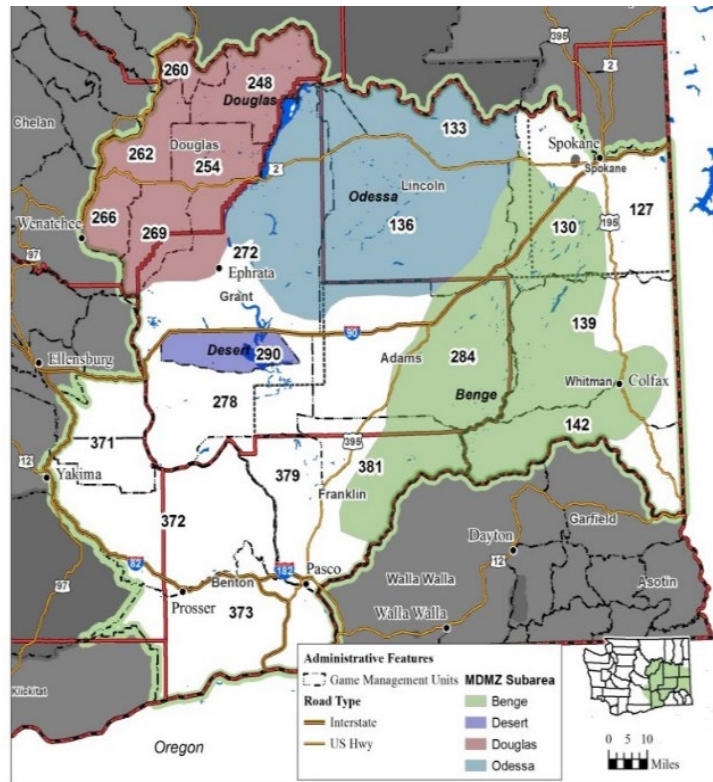 395
2
260
248
Douglas
Chelan
133
Spokane
262
Douglas
254
2
Spokane
Lincoln
Odessa
195
127
266
Wenatchee
269
136
130
97
272
Ephrata
Grant
90
139
Ellensburg
Desert
290
Adams
284
Whitman
Colfax
278
Benge
371
142
12
Yakima
395
379
381
372
Franklin
Garfield
Dayton
82
182
Pasco
12
97
Benton
Walla Walla
Asotin
Prosser
373
Walla Walla
Klickitat
Oregon
Administrative Features
Game Management Units
Road Type
Interstate
US Hwy
MDMZ Subarea
Benge
Desert
Douglas
Odessa
0 5 10
Miles